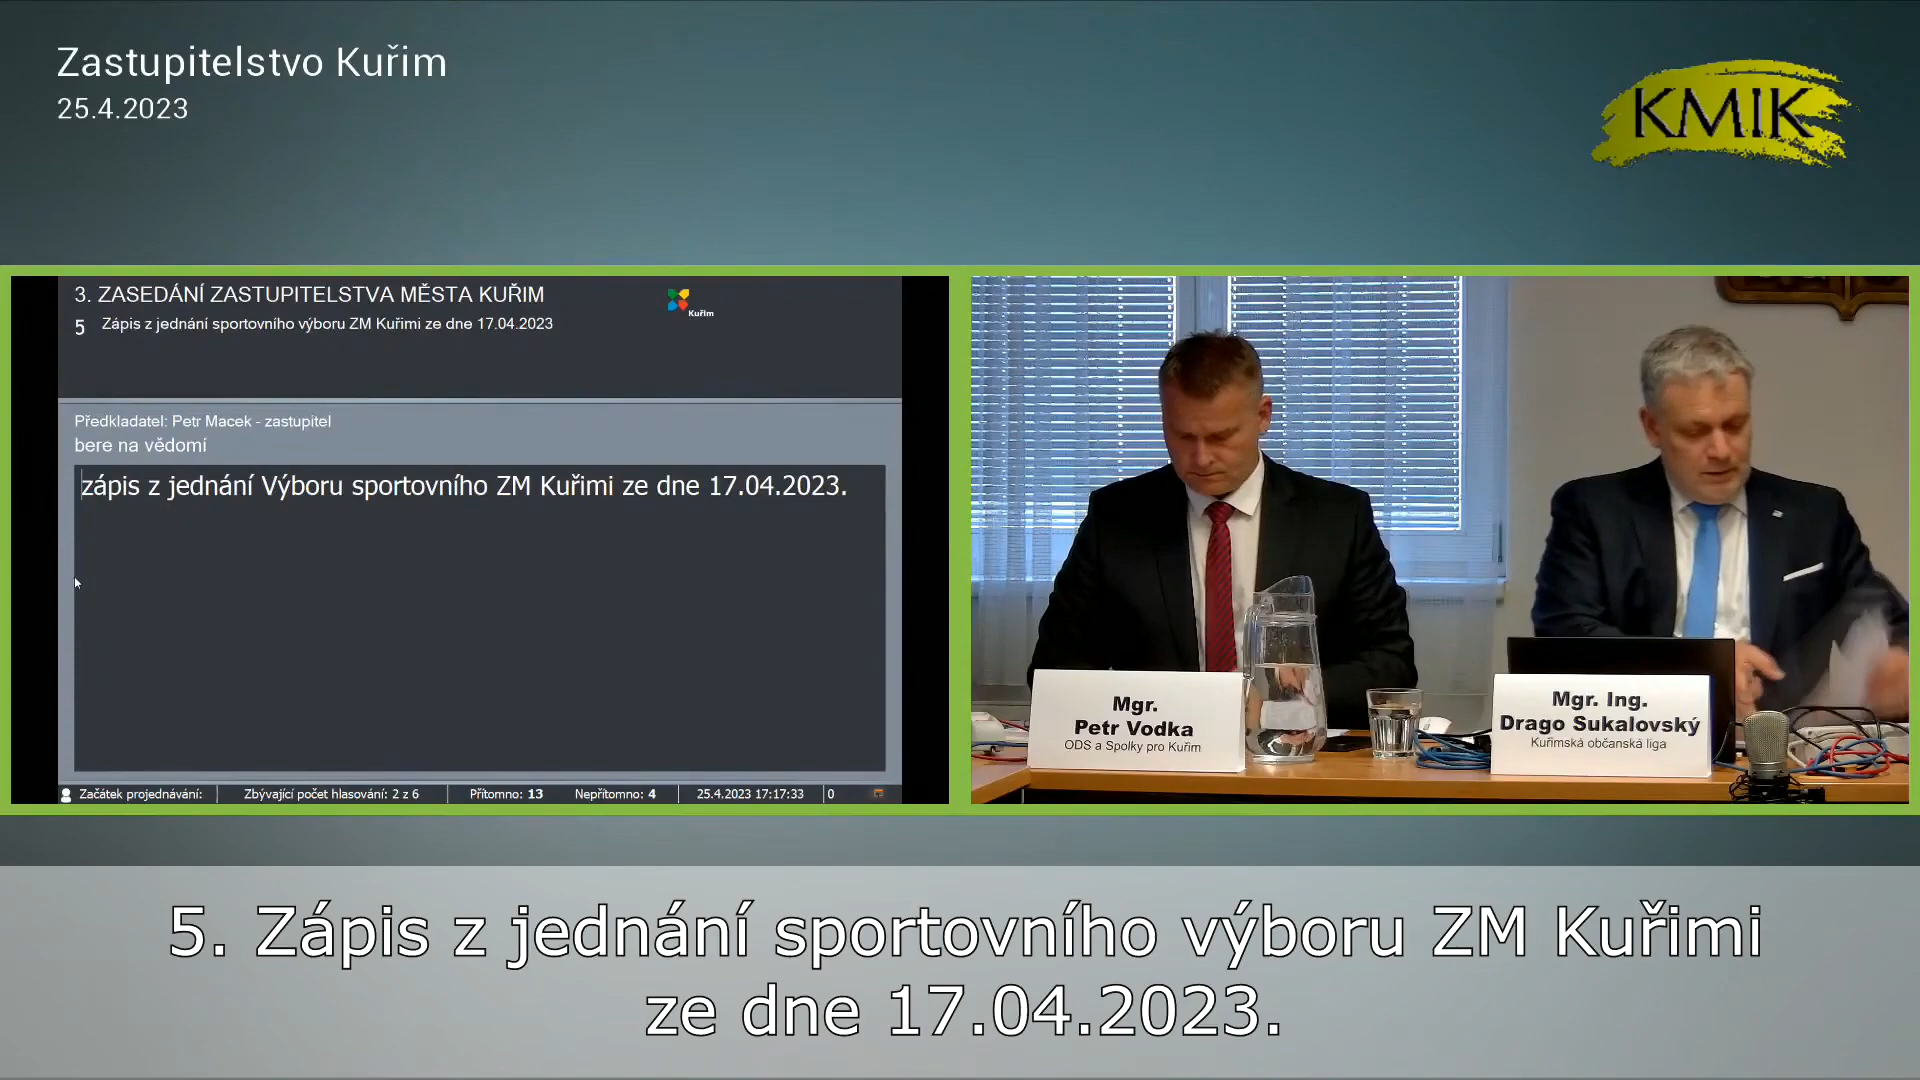 Zastupitelstvo Kuřim
25.4.2023
KMIK
3. ZASEDÁNÍ ZASTUPITELSTVA MĚSTA KUŘIM
5 Zápis z jednání sportovního výboru ZM Kuřimi ze dne 17.04.2023
Kuřim
Předkladatel: Petr Macek - zastupitel
bere na vědomí
zápis z jednání Výboru sportovního ZM Kuřimi ze dne 17.04.2023.
Začátek projednávání: Zbývající počet hlasování: 2 z 6 Přítomno: 13 Nepřítomno: 4 25.4.2023 17:17:33 0
Mgr.
Petr Vodka
ODS a Spolky pro Kuřim
Mgr. Ing.
Drago Sukalovský
Kuřimská občanská liga
5. Zápis z jednání sportovního výboru ZM Kuřimi
ze dne 17.04.2023.